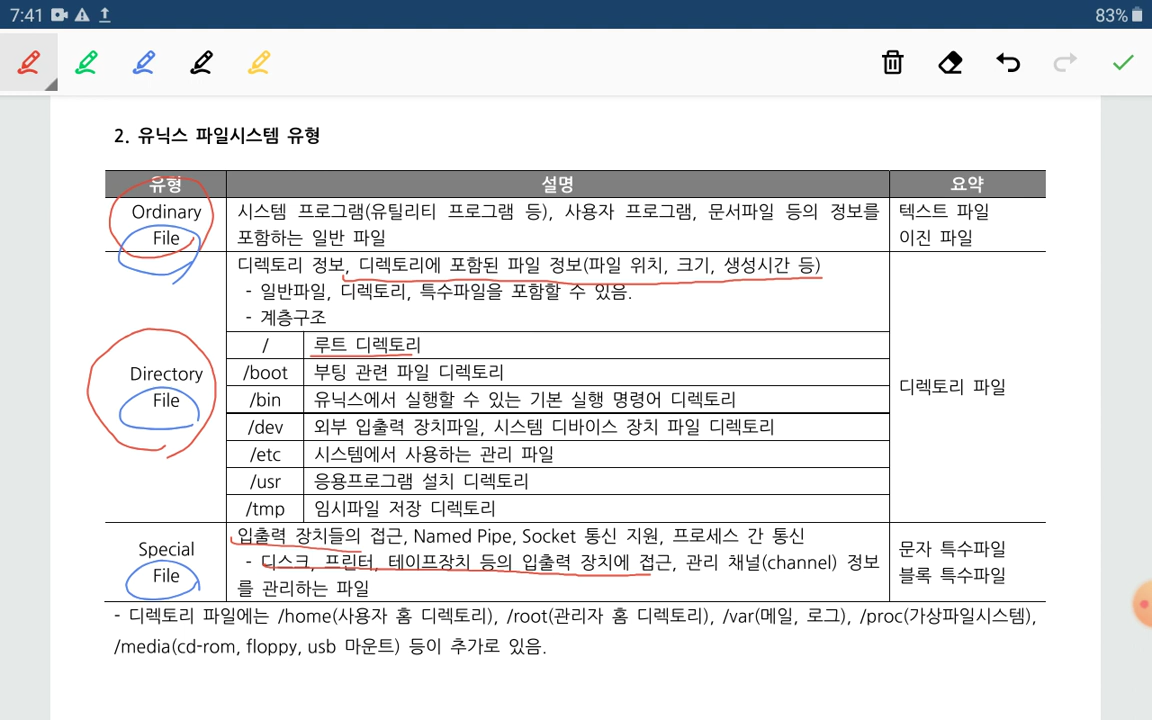 7:41
83%
2. 유닉스 파일시스템 유형
유형 설명 요약
Ordinary
File
시스템 프로그램(유틸리티 프로그램 등), 사용자 프로그램, 문서파일 등의 정보를
포함하는 일반 파일
텍스트 파일
이진 파일
Directory
File
디렉토리 정보, 디렉토리에 포함된 파일 정보(파일 위치, 크기, 생성시간 등)
- 일반파일, 디렉토리, 특수파일을 포함할 수 있음.
- 계층구조
/ 루트 디렉토리
/boot 부팅 관련 파일 디렉토리
/bin 유닉스에서 실행할 수 있는 기본 실행 명령어 디렉토리
/dev 외부 입출력 장치파일, 시스템 디바이스 장치 파일 디렉토리
/etc 시스템에서 사용하는 관리 파일
/usr 응용프로그램 설치 디렉토리
/tmp 임시파일 저장 디렉토리
디렉토리 파일
Special
File
입출력 장치들의 접근, Named Pipe, Socket 통신 지원, 프로세스 간 통신
- 디스크, 프린터, 테이프장치 등의 입출력 장치에 접근, 관리 채널(channel) 정보
를 관리하는 파일
문자 특수파일
블록 특수파일
- 디렉토리 파일에는 /home(사용자 홈 디렉토리), /root(관리자 홈 디렉토리), /var(메일, 로그), /proc(가상파일시스템),
/media(cd-rom, floppy, usb 마운트) 등이 추가로 있음.